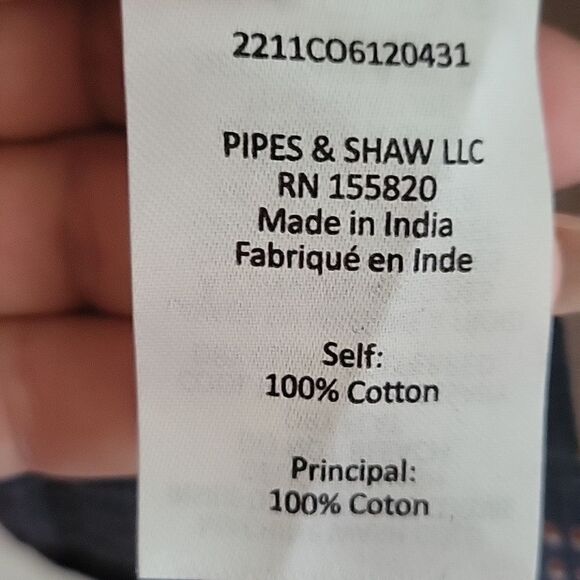 2211CO6120431
PIPES & SHAW LLC
RN 155820
Made in India
Fabriqué en Inde
Self:
100% Cotton
Principal:
100% Coton